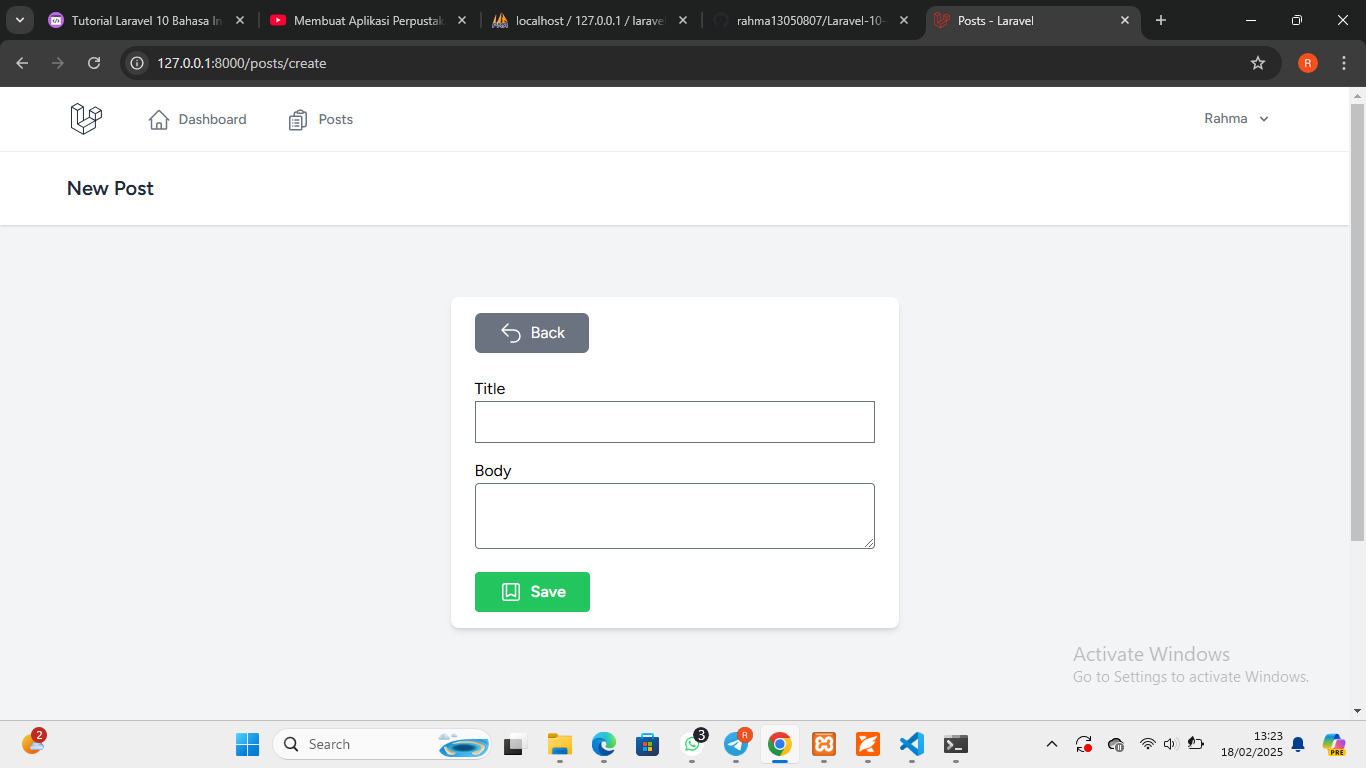 Tutorial Laravel 10 Bahasa In
Membuat Aplikasi Perpustak
localhost / 127.0.0.1 / larave
rahma13050807/Laravel-10-
Posts - Laravel
127.0.0.1:8000/posts/create
R
Dashboard
Posts
Rahma
New Post
Back
Title
Body
Save
Activate Windows
Go to Settings to activate Windows.
2
Search
3
R
PRE
13:23
18/02/2025